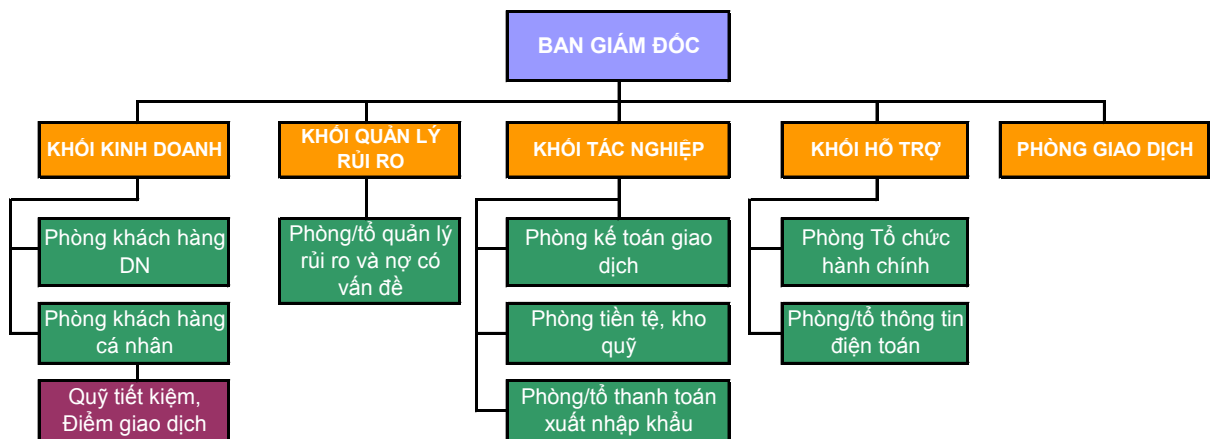 BAN GIÁM ĐỐC
KHỐI KINH DOANH
KHỐI QUẢN LÝ
RỦI RO
KHỐI TÁC NGHIỆP
KHỐI HỖ TRỢ
PHÒNG GIAO DỊCH
Phòng khách hàng
DN
Phòng/tổ quản lý
rủi ro và nợ có
vấn đề
Phòng kế toán giao
dịch
Phòng Tổ chức
hành chính
Phòng khách hàng
cá nhân
Phòng tiền tệ, kho
quỹ
Phòng/tổ thông tin
điện toán
Quỹ tiết kiệm,
Điểm giao dịch
Phòng/tổ thanh toán
xuất nhập khẩu